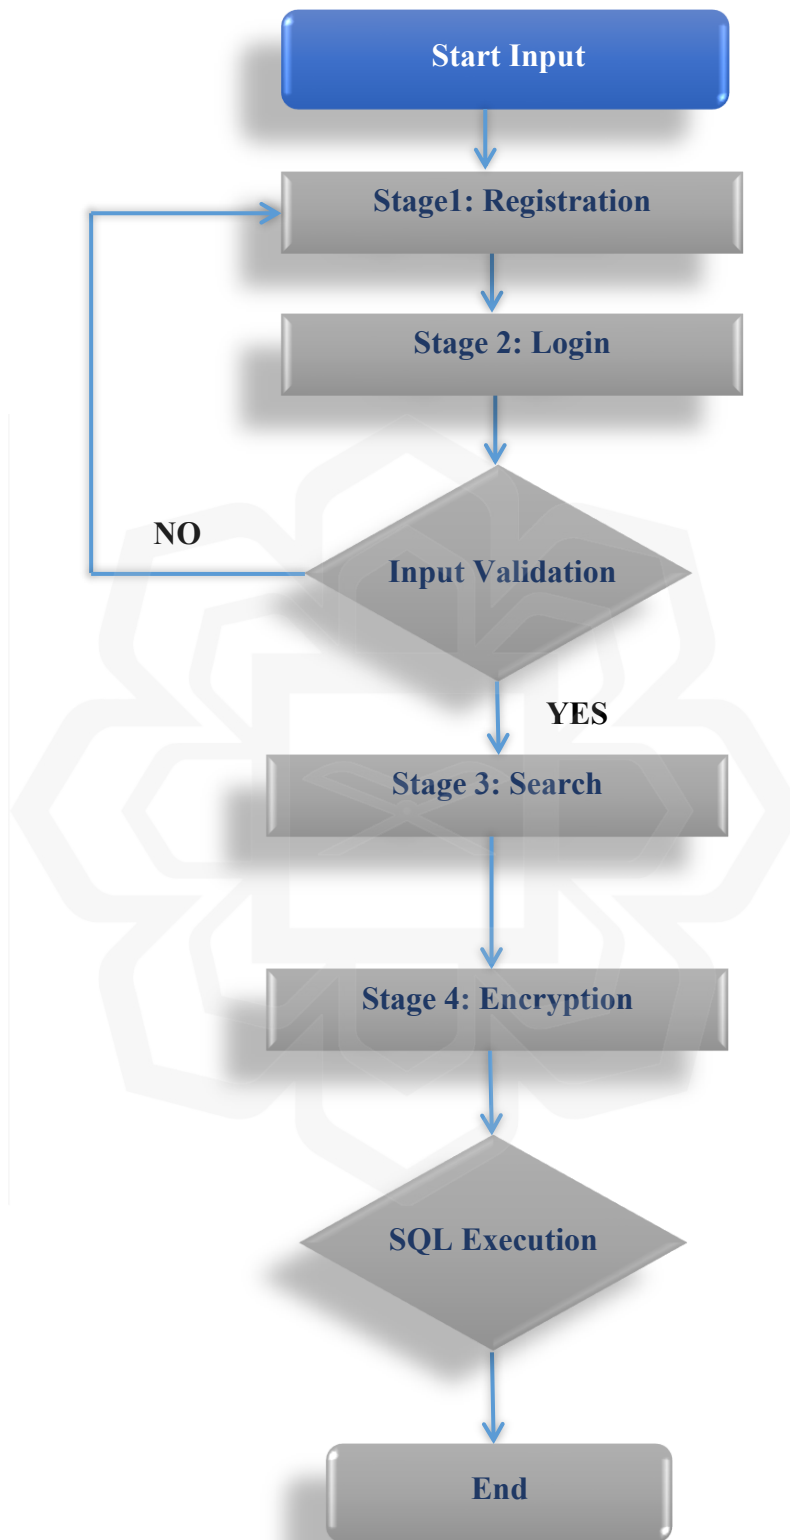 Start Input
Stage1: Registration
Stage 2: Login
NO
Input Validation
YES
Stage 3: Search
Stage 4: Encryption
SQL Execution
End